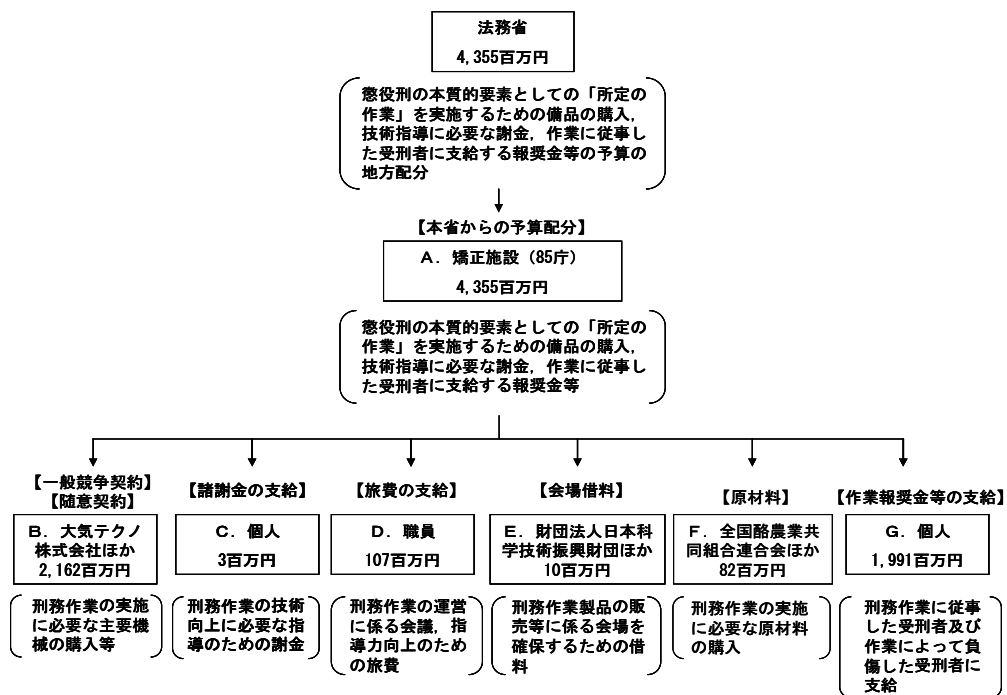 法務省
4,355百万円
懲役刑の本質的要素としての「所定の
作業」を実施するための備品の購入,
技術指導に必要な謝金, 作業に従事し
た受刑者に支給する報奨金等の予算の
地方配分
【本省からの予算配分】
A. 矯正施設（85庁）
4,355百万円
懲役刑の本質的要素としての「所定の
作業」を実施するための備品の購入,
技術指導に必要な謝金, 作業に従事し
た受刑者に支給する報奨金等
【一般競争契約】
【随意契約】
B. 大気テクノ
株式会社ほか
2,162百万円
刑務作業の実施
に必要な主要機
械の購入等
【諸謝金の支給】
C. 個人
3百万円
刑務作業の技術
向上に必要な指
導のための謝金
【旅費の支給】
D. 職員
107百万円
刑務作業の運営
に係る会議, 指
導力向上のため
の旅費
【会場借料】
E. 財団法人日本科
学技術振興財団ほか
10百万円
刑務作業製品の販
売等に係る会場を
確保するための借
料
【原材料】
F. 全国酪農業共
同組合連合会ほか
82百万円
刑務作業の実施
に必要な原材料
の購入
【作業報奨金等の支給】
G. 個人
1,991百万円
刑務作業に従事
した受刑者及び
作業によって負
傷した受刑者に
支給